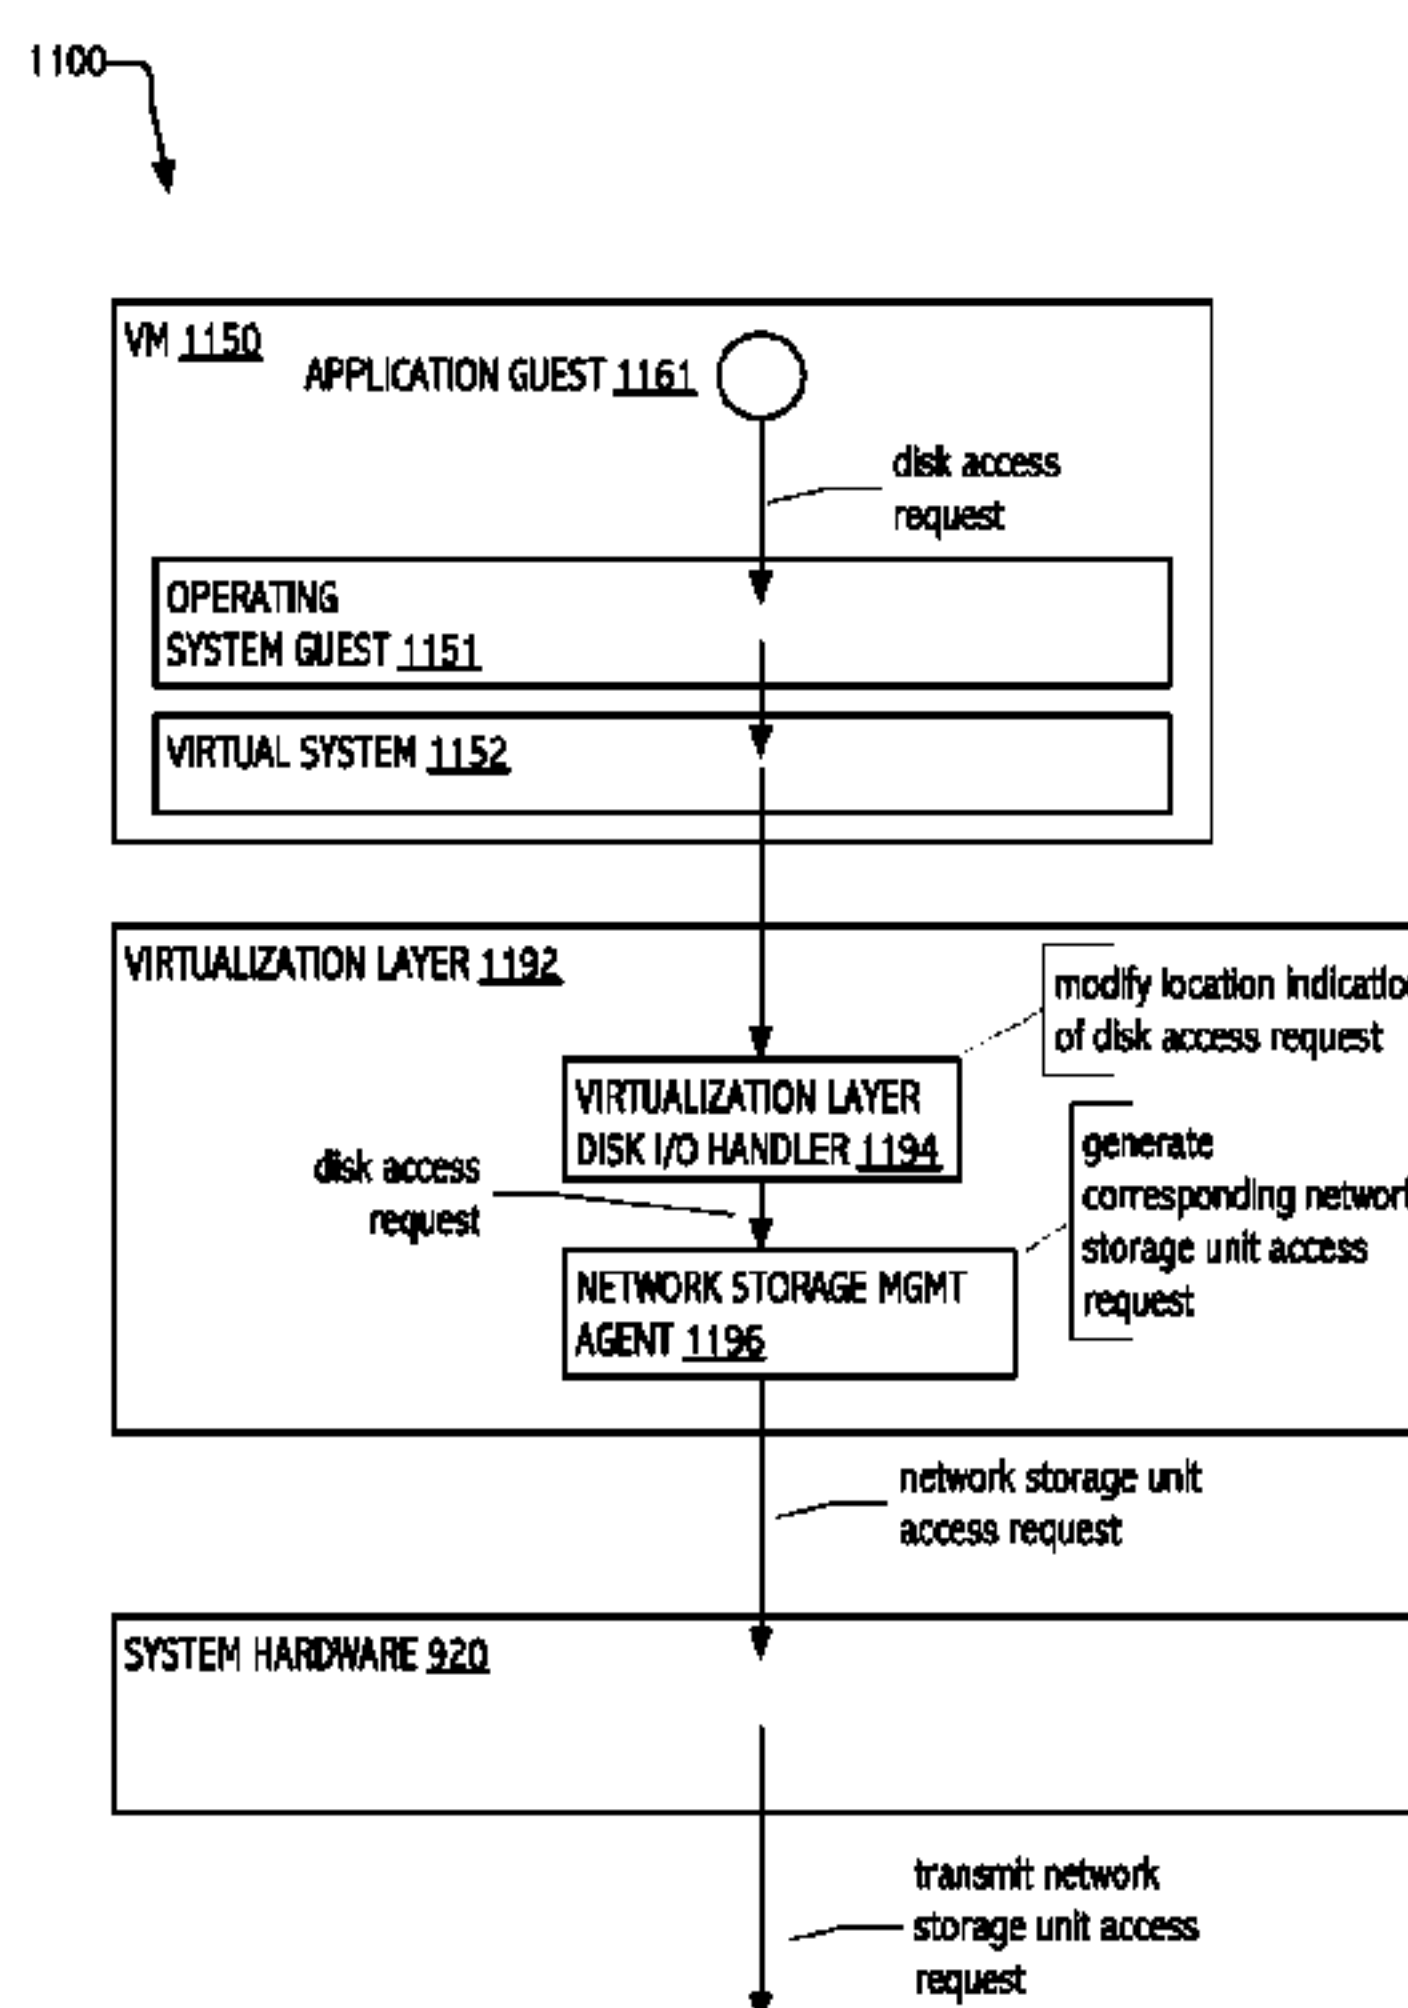 1100
VM 1150
APPLICATION GUEST 1161
disk access
request
OPERATING
SYSTEM GUEST 1151
VIRTUAL SYSTEM 1152
VIRTUALIZATION LAYER 1192
modify location indicatio
of disk access request
VIRTUALIZATION LAYER
DISK I/O HANDLER 1194
disk access
request
generate
corresponding network
storage unit access
request
NETWORK STORAGE MGMT
AGENT 1196
network storage unit
access request
SYSTEM HARDWARE 920
transmit network
storage unit access
request